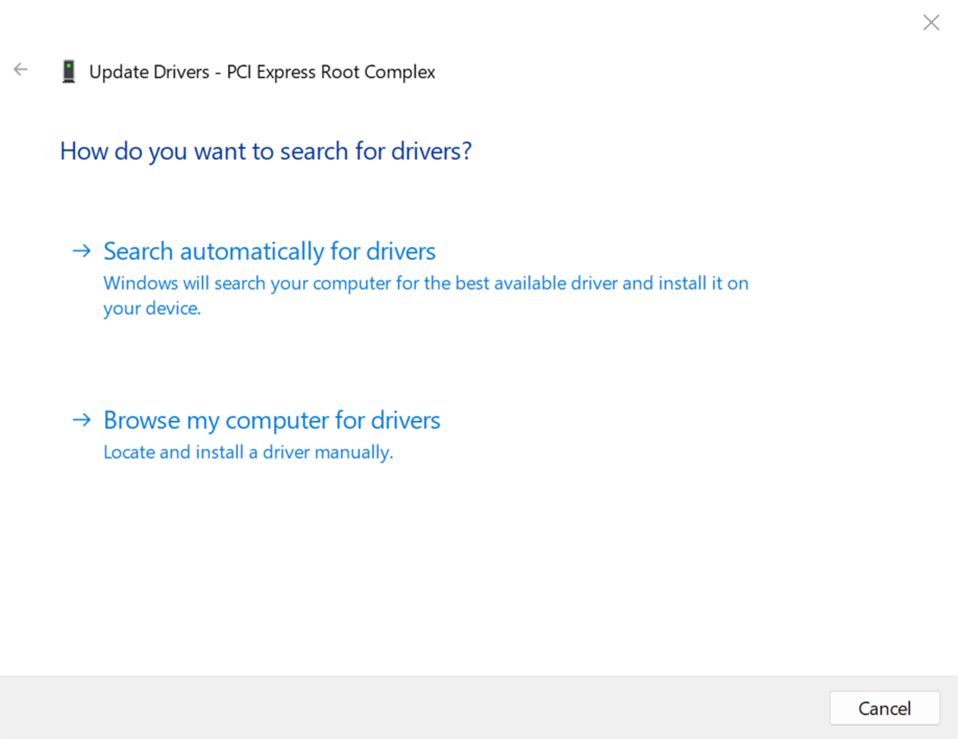 Update Drivers - PCI Express Root Complex
How do you want to search for drivers?
Search automatically for drivers
Windows will search your computer for the best available driver and install it on
your device.
Browse my computer for drivers
Locate and install a driver manually.
Cancel